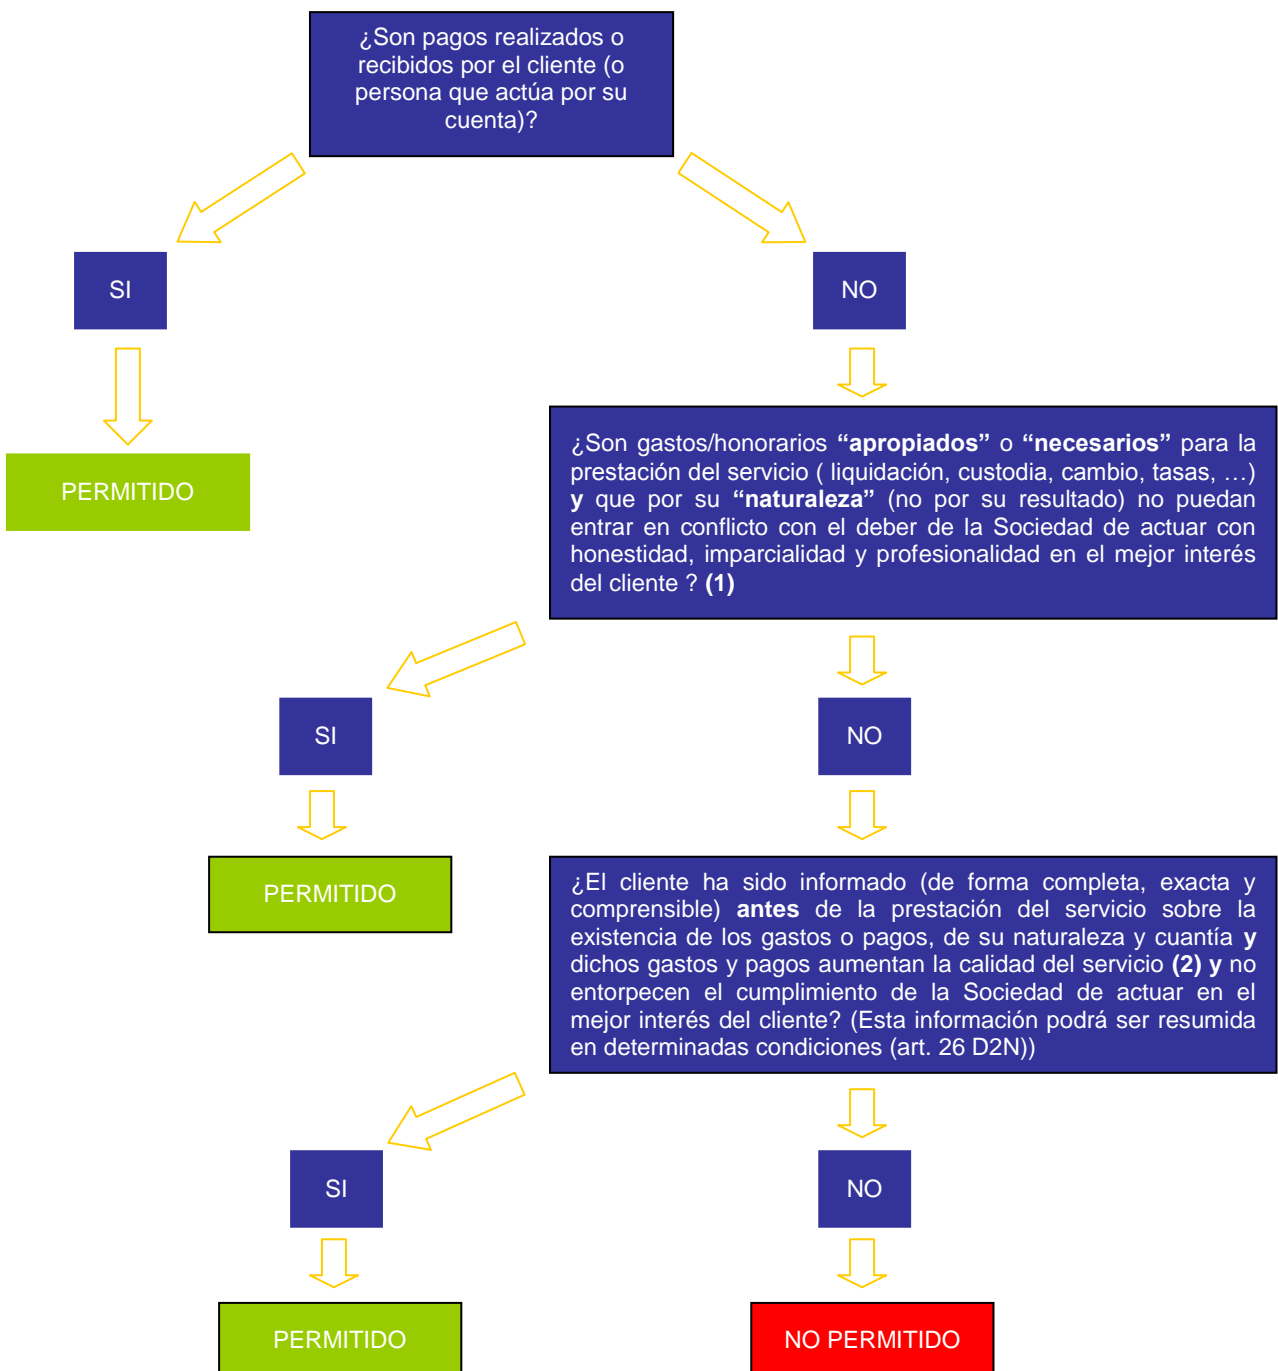 ¿Son pagos realizados o
recibidos por el cliente (o
persona que actúa por su
cuenta)?
SI
NO
PERMITIDO
¿Son gastos/honorarios “apropiados” o “necesarios” para la
prestación del servicio ( liquidación, custodia, cambio, tasas, …)
y que por su “naturaleza” (no por su resultado) no puedan
entrar en conflicto con el deber de la Sociedad de actuar con
honestidad, imparcialidad y profesionalidad en el mejor interés
del cliente ? (1)
SI
NO
PERMITIDO
¿El cliente ha sido informado (de forma completa, exacta y
comprensible) antes de la prestación del servicio sobre la
existencia de los gastos o pagos, de su naturaleza y cuantía y
dichos gastos y pagos aumentan la calidad del servicio (2) y no
entorpecen el cumplimiento de la Sociedad de actuar en el
mejor interés del cliente? (Esta información podrá ser resumida
en determinadas condiciones (art. 26 D2N))
SI
NO
PERMITIDO
NO PERMITIDO